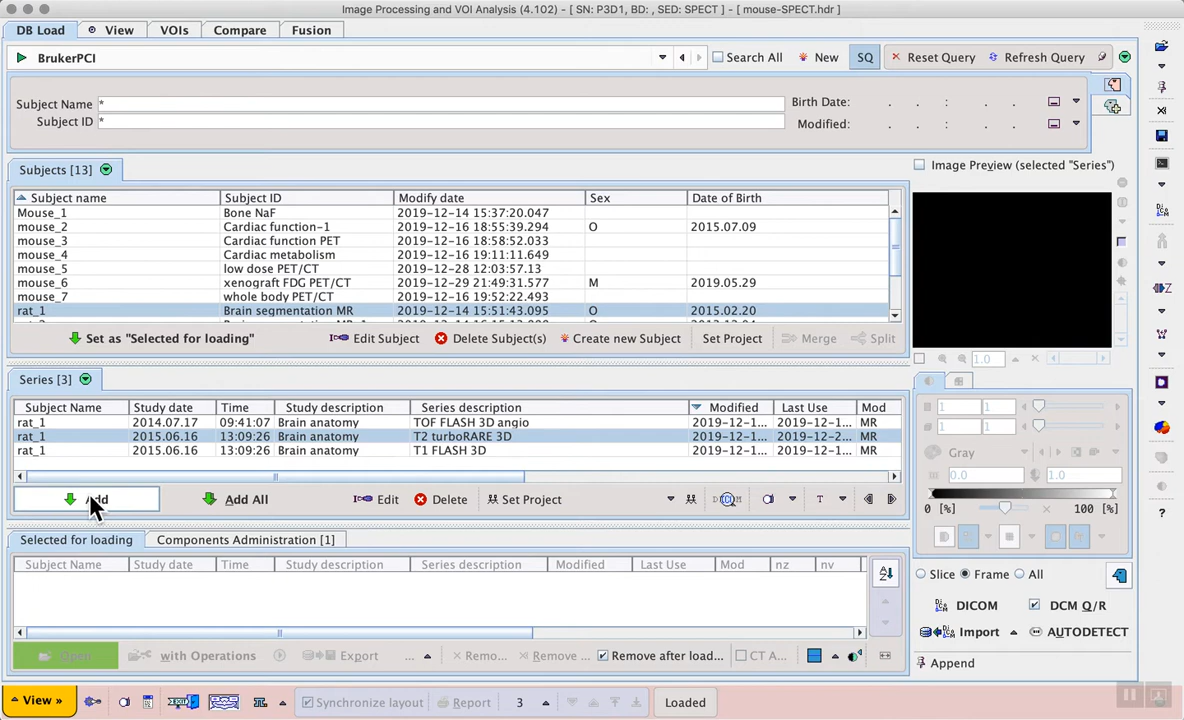 Image Processing and VOI Analysis (4.102) - [ SN: P3D1, BD: , SED: SPECT ] - [ mouse-SPECT.hdr ]
DB Load View VOIs Compare Fusion
BrukerPCI Search All New SQ Reset Query Refresh Query
Subject Name * Birth Date: . . : . .
Subject ID * Modified: . . : . .
Subjects [13] Image Preview (selected "Series")
Subject name Subject ID Modify date Sex Date of Birth
Mouse_1 Bone NaF 2019-12-14 15:37:20.047
mouse_2 Cardiac function-1 2019-12-16 18:55:39.294 O 2015.07.09
mouse_3 Cardiac function PET 2019-12-16 18:58:52.033
mouse_4 Cardiac metabolism 2019-12-16 19:11:11.649
mouse_5 low dose PET/CT 2019-12-28 12:03:57.13
mouse_6 xenograft FDG PET/CT 2019-12-29 21:49:31.577 M 2019.05.29
mouse_7 whole body PET/CT 2019-12-16 19:52:22.493
rat_1 Brain segmentation MR 2019-12-14 15:51:43.095 O 2015.02.20
Set as "Selected for loading" Edit Subject Delete Subject(s) Create new Subject Set Project Merge Split
1.0
Series [3]
Subject Name Study date Time Study description Series description Modified Last Use Mod
rat_1 2014.07.17 09:41:07 Brain anatomy TOF FLASH 3D angio 2019-12-1... 2019-12-1... MR
rat_1 2015.06.16 13:09:26 Brain anatomy T2 turboRARE 3D 2019-12-1... 2019-12-2... MR
rat_1 2015.06.16 13:09:26 Brain anatomy T1 FLASH 3D 2019-12-1... 2019-12-1... MR
1 1
1 1
Gray
0.0 1.0
0 [%] 100 [%]
Add Add All Edit Delete Set Project T
Selected for loading Components Administration [1]
Subject Name Study date Time Study description Series description Modified Last Use Mod nz nv
Slice Frame All
DICOM DCM Q/R
Import AUTODETECT
Open with Operations Export ... Remo... Remove ... Remove after load... CT A... Append
View » Synchronize layout Report 3 Loaded